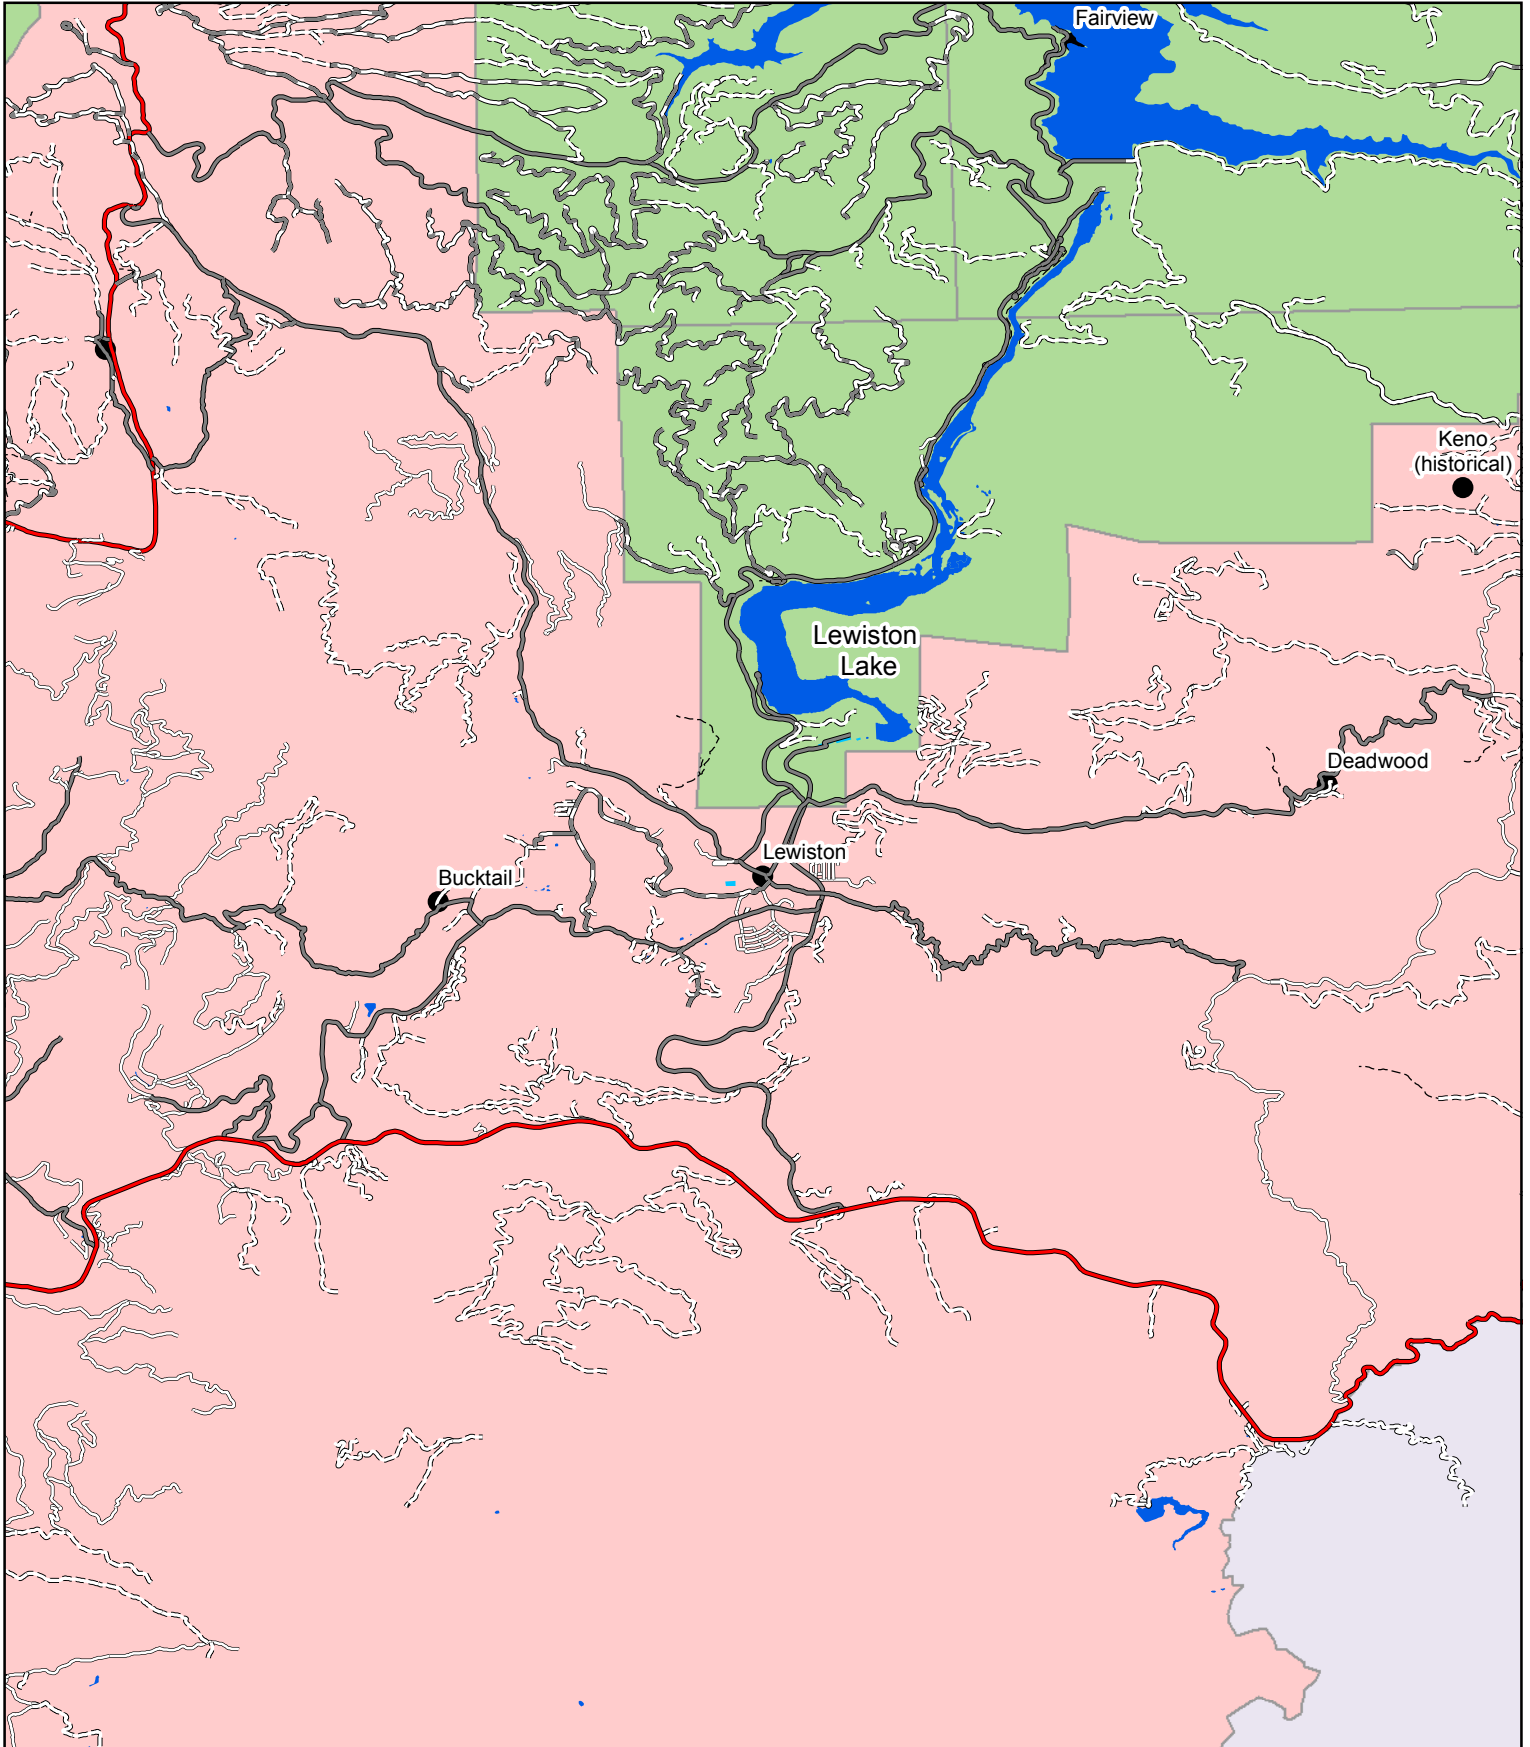 Fairview
Keno
(historical)
Lewiston
Lake
Deadwood
Lewiston
Bucktail